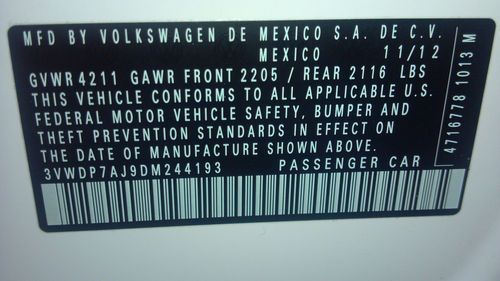 MFD BY VOLKSWAGEN DE MEXICO S.A. DE C.V.
MEXICO 11/12
GVWR 4211 GAWR FRONT 2205 / REAR 2116 LBS
THIS VEHICLE CONFORMS TO ALL APPLICABLE U.S.
FEDERAL MOTOR VEHICLE SAFETY, BUMPER AND
THEFT PREVENTION STANDARDS IN EFFECT ON
THE DATE OF MANUFACTURE SHOWN ABOVE.
3VWDP7AJ9DM244193 PASSENGER CAR
4716778 1013 M